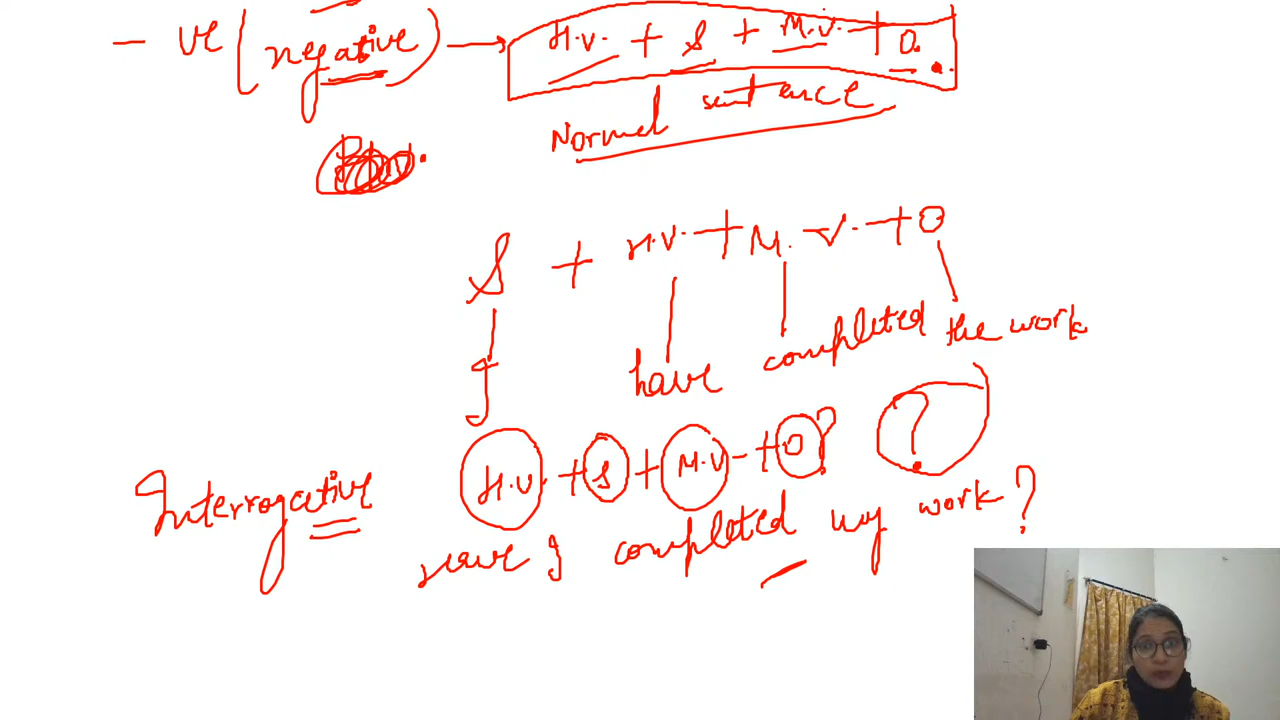 - ve (negative) → H.v. + S + M.v. + O.
Normal sentence
S + H.V. + M.V. + O
I have completed the work
?
Interrogative H.V. + S + M.V. + O?
Have I completed my work?